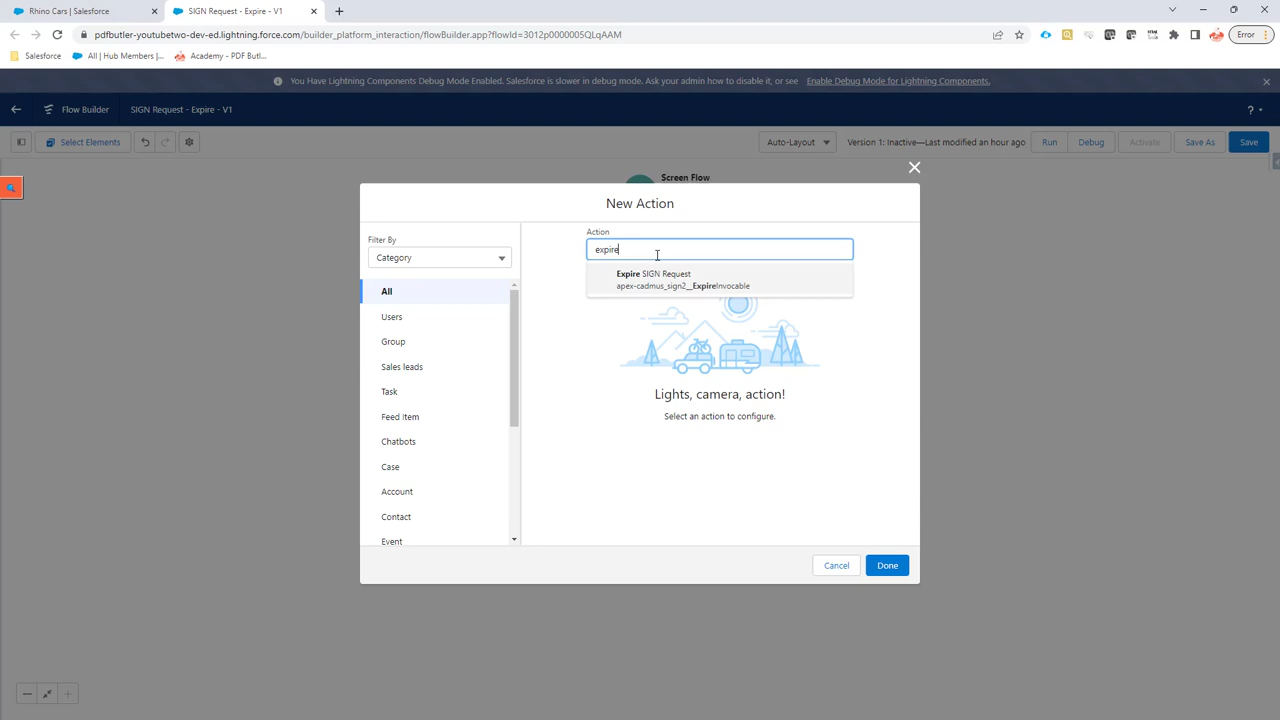 Rhino Cars | Salesforce
SIGN Request - Expire - V1
pdfbutler-youtubetwo-dev-ed.lightning.force.com/builder_platform_interaction/flowBuilder.app?flowId=3012p0000005QLqAAM
Error
Salesforce
All | Hub Members |...
Academy - PDF Butl...
You Have Lightning Components Debug Mode Enabled. Salesforce is slower in debug mode. Ask your admin how to disable it, or see Enable Debug Mode for Lightning Components.
Flow Builder
SIGN Request - Expire - V1
?
Select Elements
Auto-Layout
Version 1: Inactive—Last modified an hour ago
Run
Debug
Activate
Save As
Save
Screen Flow
New Action
Filter By
Category
All
Users
Group
Sales leads
Task
Feed Item
Chatbots
Case
Account
Contact
Event
Action
expire
Expire SIGN Request
apex-cadmus_sign2__ExpireInvocable
Lights, camera, action!
Select an action to configure.
Cancel
Done